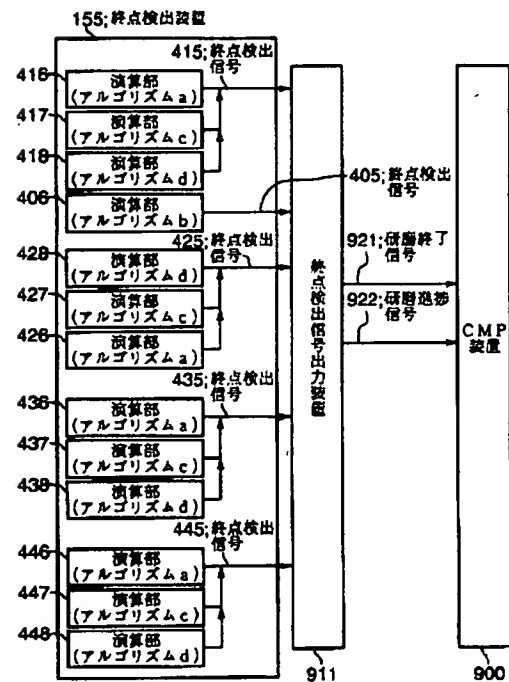 155;終点検出装置
415;終点検出
信号
416
演算部
(アルゴリズムa)
417
演算部
(アルゴリズムc)
418
演算部
(アルゴリズムd)
406
演算部
(アルゴリズムb)
405;終点検出
信号
425;終点検出
信号
428
演算部
(アルゴリズムd)
427
演算部
(アルゴリズムc)
426
演算部
(アルゴリズムa)
435;終点検出
信号
436
演算部
(アルゴリズムa)
437
演算部
(アルゴリズムc)
438
演算部
(アルゴリズムd)
445;終点検出
信号
446
演算部
(アルゴリズムa)
447
演算部
(アルゴリズムc)
448
演算部
(アルゴリズムd)
終点検出信号出力装置
911
921;研磨終了
信号
922;研磨進捗
信号
CMP
装置
900